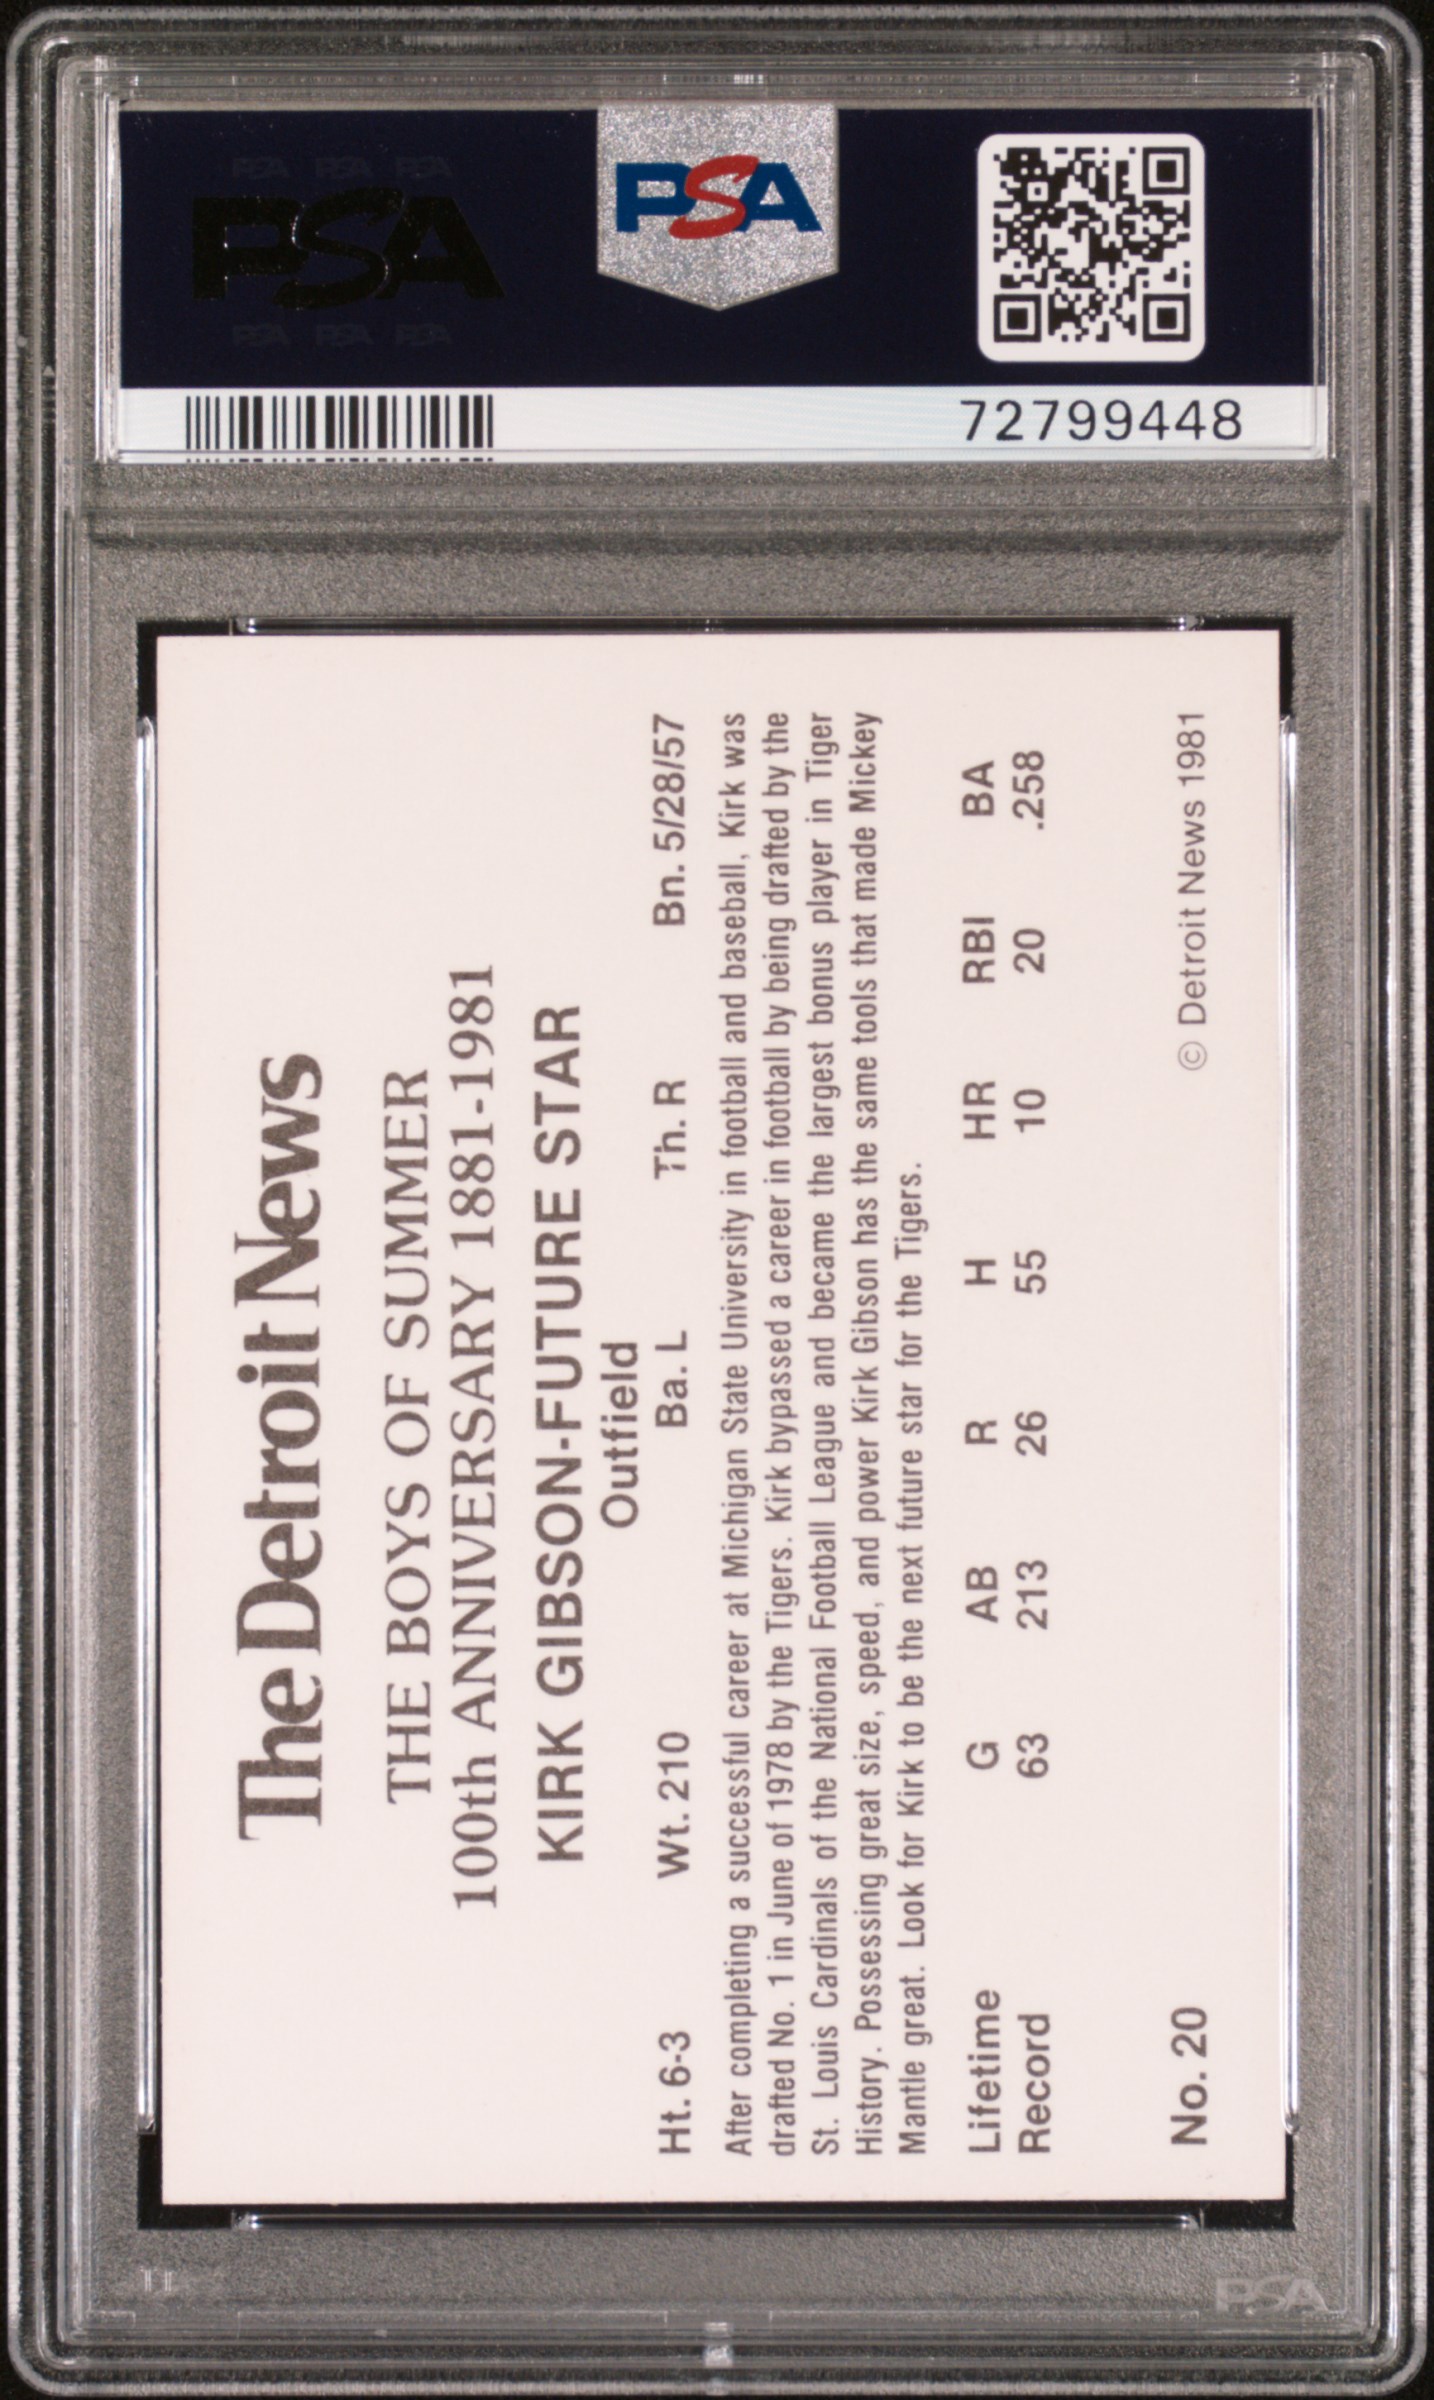 PSA PSA PSA
PSA
PSA PSA PSA
PSA
72799448
The Detroit News
THE BOYS OF SUMMER
100th ANNIVERSARY 1881-1981
KIRK GIBSON-FUTURE STAR
Outfield
Ht. 6-3 Wt. 210 Ba. L Th. R Bn. 5/28/57
After completing a successful career at Michigan State University in football and baseball, Kirk was
drafted No. 1 in June of 1978 by the Tigers. Kirk bypassed a career in football by being drafted by the
St. Louis Cardinals of the National Football League and became the largest bonus player in Tiger
History. Possessing great size, speed, and power Kirk Gibson has the same tools that made Mickey
Mantle great. Look for Kirk to be the next future star for the Tigers.
Lifetime G AB R H HR RBI BA
Record 63 213 26 55 10 20 .258
No. 20 © Detroit News 1981
PSA